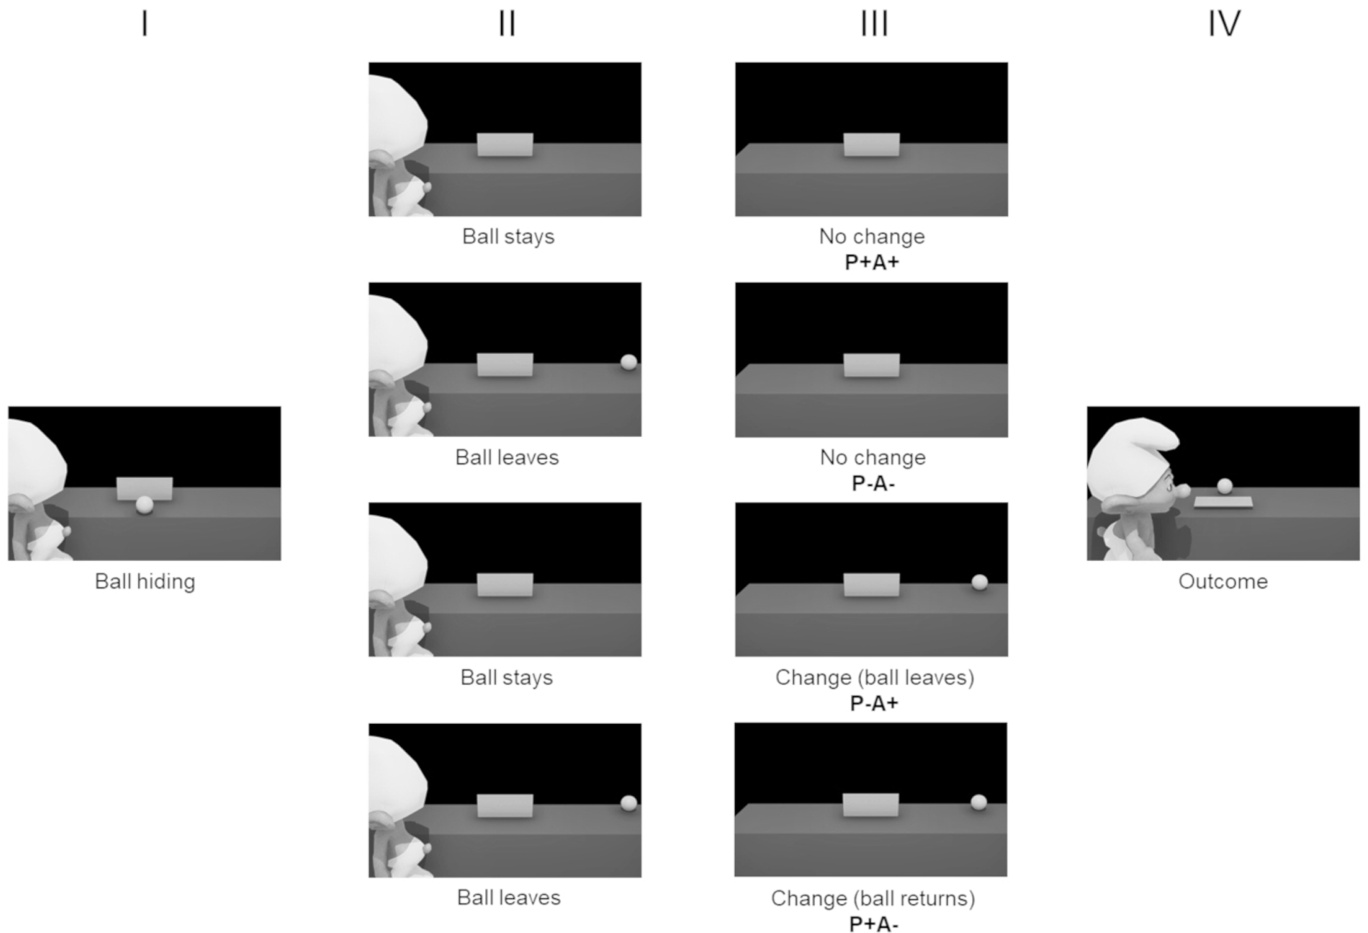 I II III IV
Ball stays No change
P+A+
Ball leaves No change
P-A-
Ball hiding Outcome
Ball stays Change (ball leaves)
P-A+
Ball leaves Change (ball returns)
P+A-